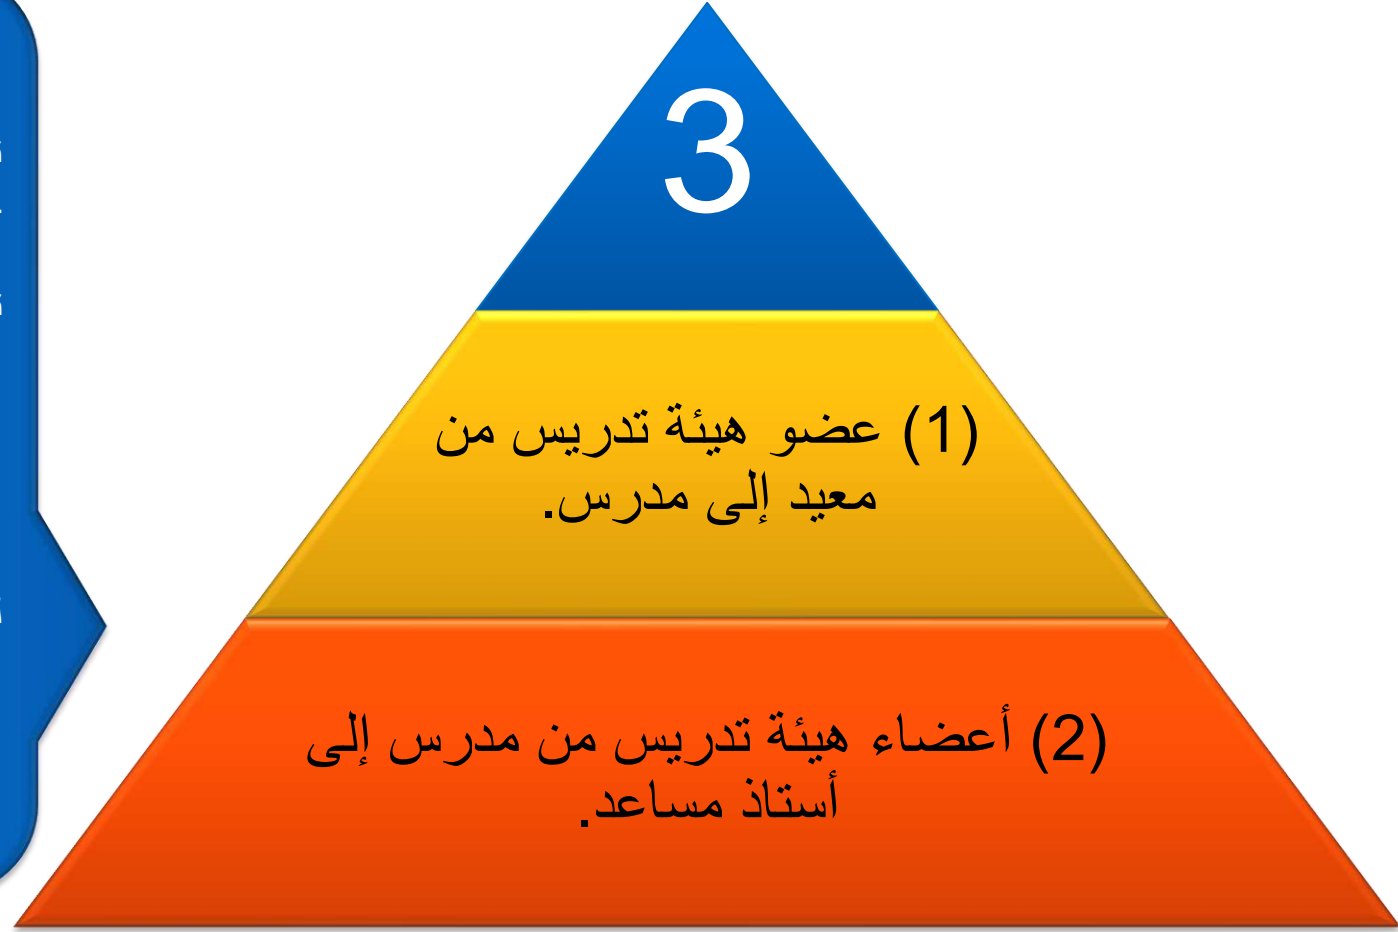 3
(1) عضو هيئة تدريس من
معيد إلى مدرس.
(2) أعضاء هيئة تدريس من مدرس إلى
أستاذ مساعد.